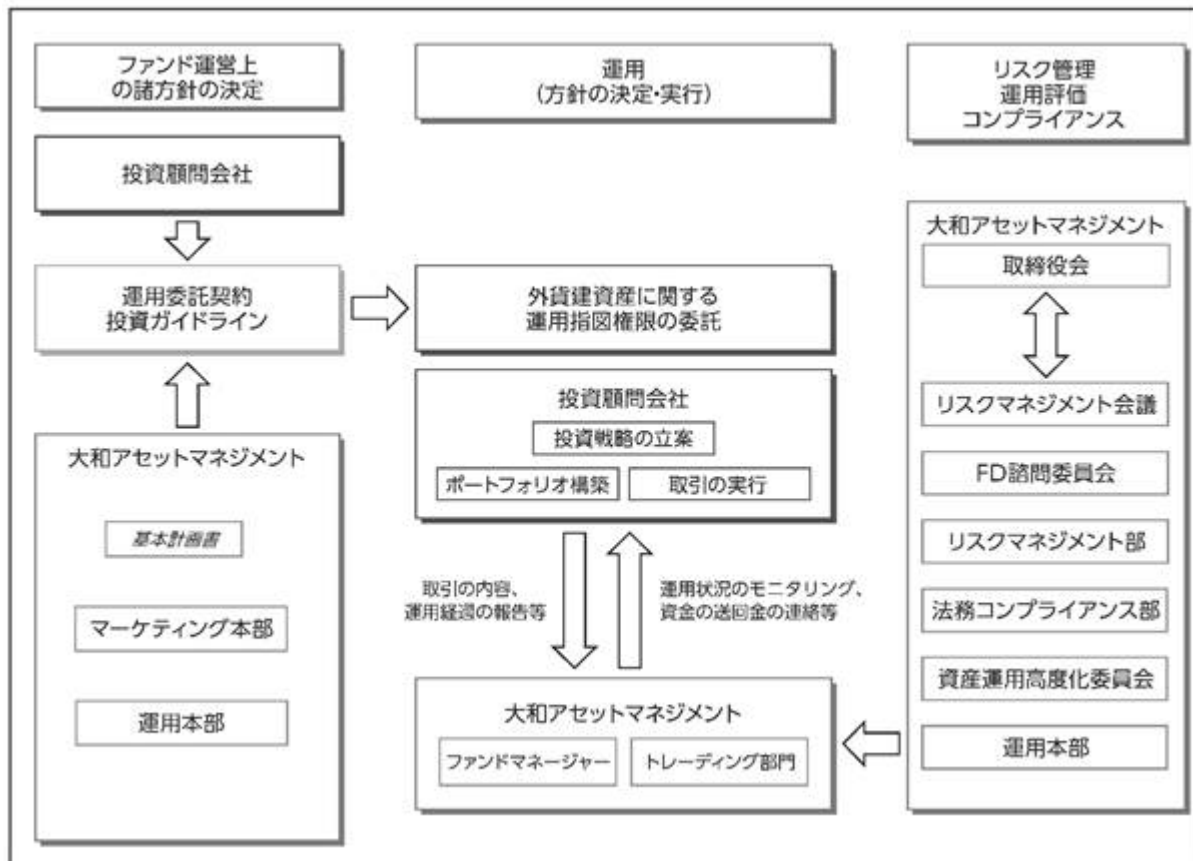 ファンド運営上
の諸方針の決定
投資顧問会社
運用委託契約
投資ガイドライン
大和アセットマネジメント
基本計画書
マーケティング本部
運用本部
運用
(方針の決定・実行)
外貨建資産に関する
運用指図権限の委託
投資顧問会社
投資戦略の立案
ポートフォリオ構築
取引の実行
取引の内容、
運用経過の報告等
運用状況のモニタリング、
資金の送回金の連絡等
大和アセットマネジメント
ファンドマネージャー
トレーディング部門
リスク管理
運用評価
コンプライアンス
大和アセットマネジメント
取締役会
リスクマネジメント会議
FD諮問委員会
リスクマネジメント部
法務コンプライアンス部
資産運用高度化委員会
運用本部